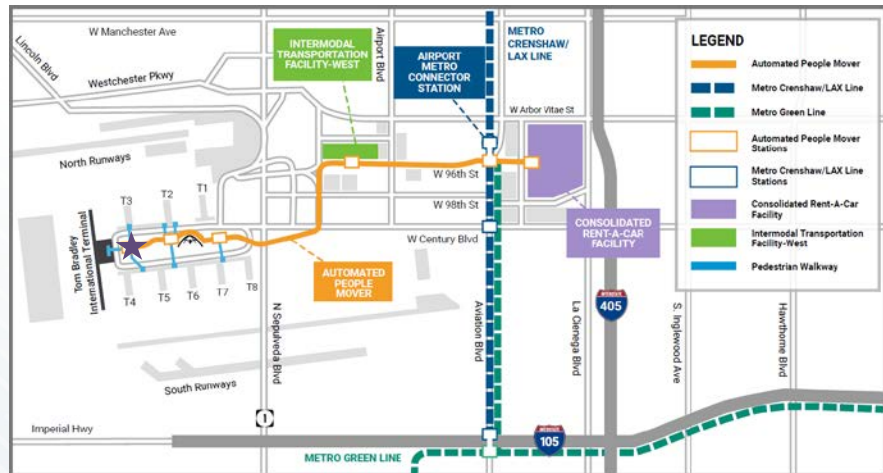 W Manchester Ave
Lincoln Blvd
Westchester Pkwy
INTERMODAL
TRANSPORTATION
FACILITY-WEST
Airport Blvd
AIRPORT
METRO
CONNECTOR
STATION
METRO
CRENSHAW/
LAX LINE
W Arbor Vitae St
North Runways
W 96th St
W 98th St
W Century Blvd
CONSOLIDATED
RENT-A-CAR
FACILITY
T3
T2
T1
Tom Bradley
International Terminal
T4
T5
T6
T7
T8
AUTOMATED
PEOPLE
MOVER
N Sepulveda Blvd
Aviation Blvd
La Cienega Blvd
405
S. Inglewood Ave
Hawthorne Blvd
South Runways
1
Imperial Hwy
105
METRO GREEN LINE
LEGEND
Automated People Mover
Metro Crenshaw/LAX Line
Metro Green Line
Automated People Mover
Stations
Metro Crenshaw/LAX Line
Stations
Consolidated Rent-A-Car
Facility
Intermodal Transportation
Facility-West
Pedestrian Walkway